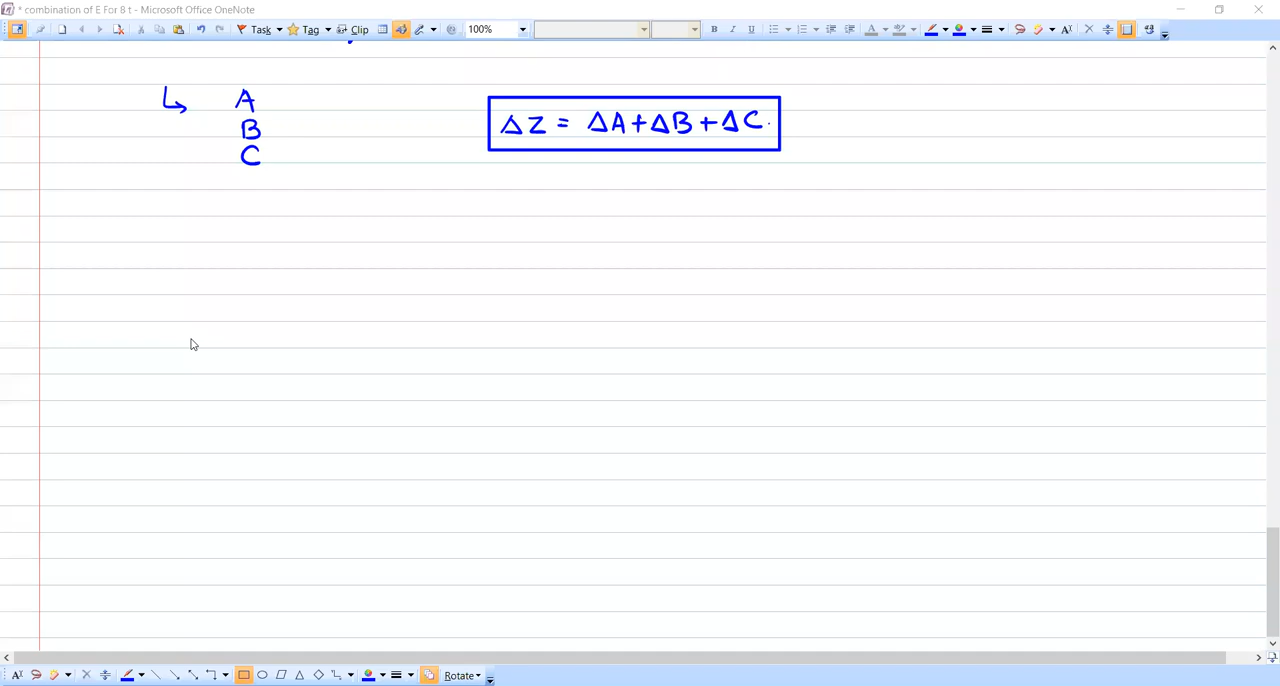 * combination of E For 8 t - Microsoft Office OneNote
Task Tag Clip 100% B I U
↳ A
B
C
ΔZ = ΔA+ΔB+ΔC.
Rotate